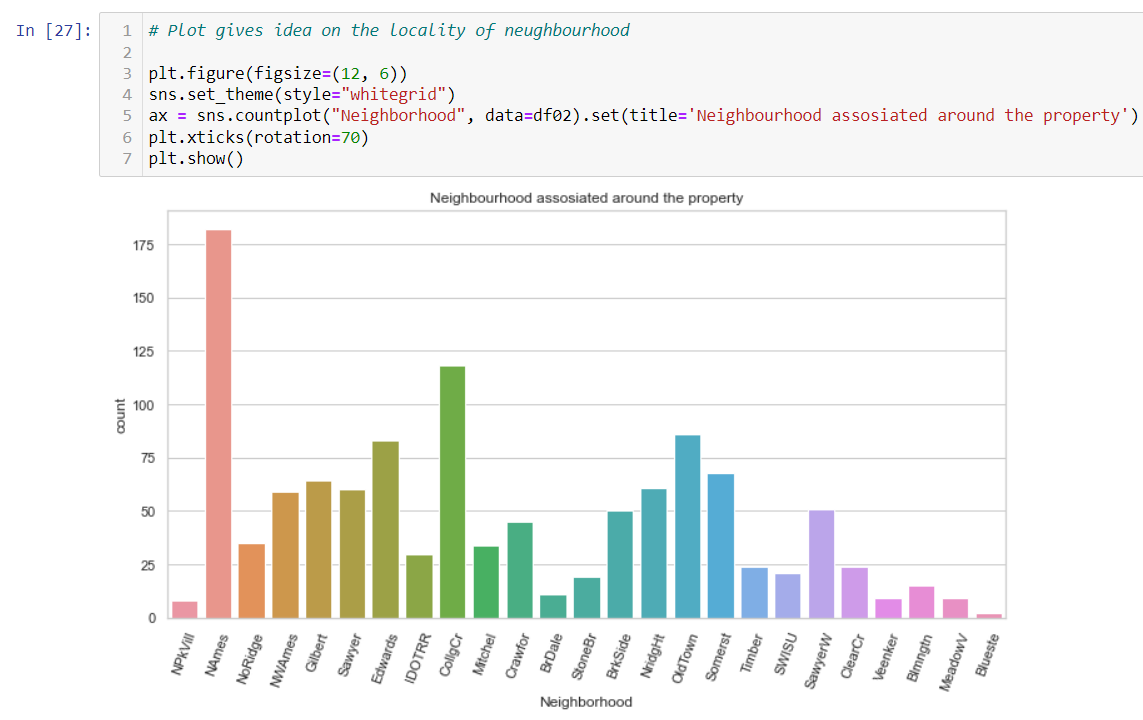 In [27]:
1 # Plot gives idea on the locality of neughbourhood
2
3 plt.figure(figsize=(12, 6))
4 sns.set_theme(style="whitegrid")
5 ax = sns.countplot("Neighborhood", data=df02).set(title='Neighbourhood assosiated around the property')
6 plt.xticks(rotation=70)
7 plt.show()
Neighbourhood assosiated around the property
175
150
125
100
75
50
25
0
count
NPkVill NAmes NoRidge NWAmes Gilbert Sawyer Edwards IDOTRR CollgCr Mitchel Crawfor BrDale StoneBr BrkSide NridgHt OldTown Somerst Timber SWISU SawyerW ClearCr Veenker Blmngtn MeadowV Blueste
Neighborhood